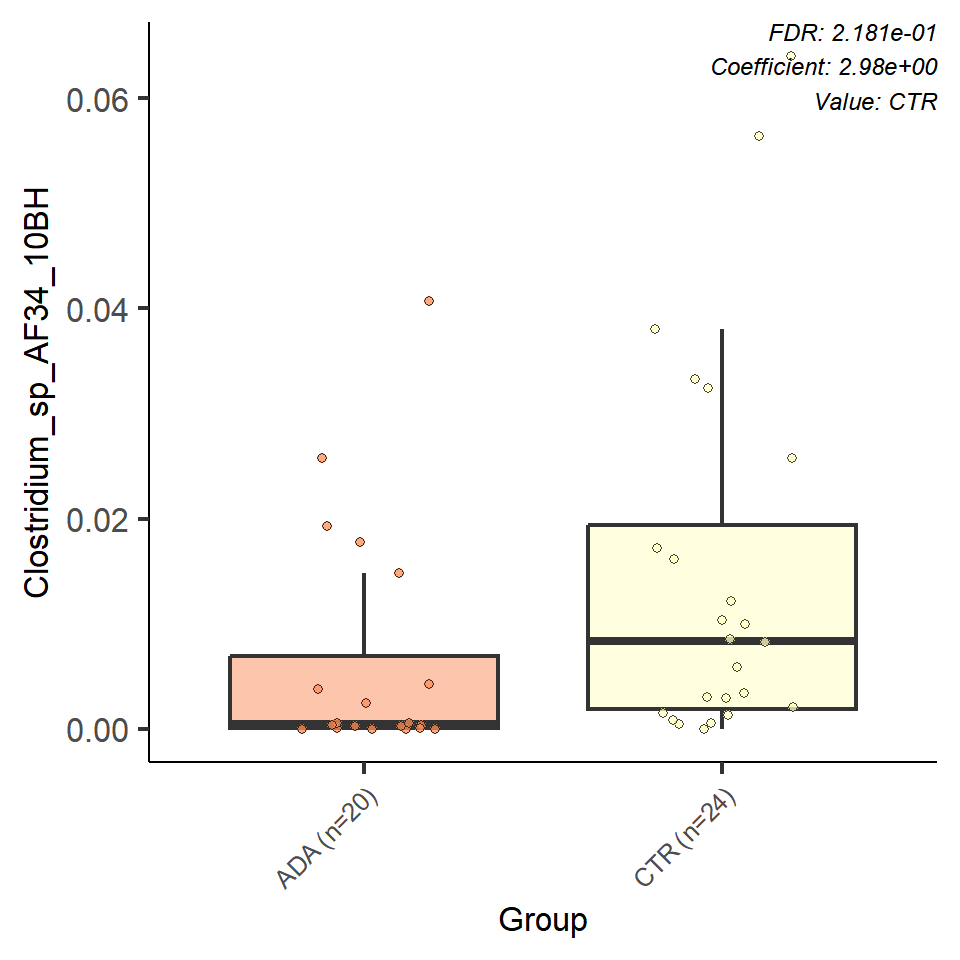 FDR: 2.181e-01
Coefficient: 2.98e+00
Value: CTR
Clostridium_sp_AF34_10BH
0.06
0.04
0.02
0.00
ADA (n=20)
CTR (n=24)
Group